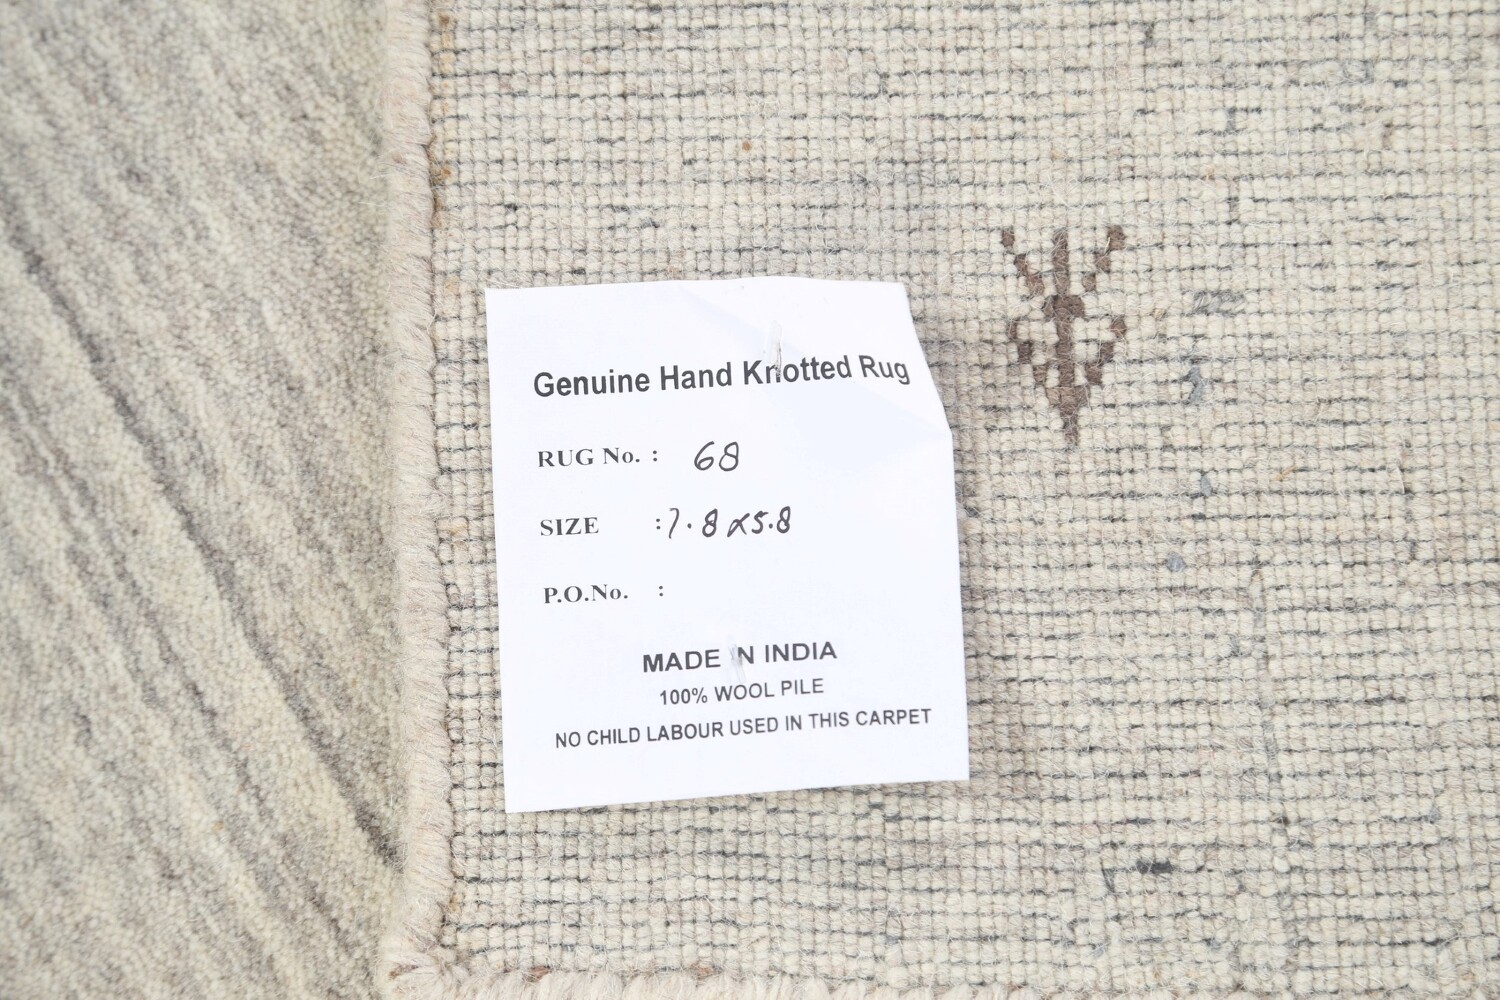 Genuine Hand Knotted Rug
RUG No. : 68
SIZE : 7.8 x 5.8
P.O.No. :
MADE IN INDIA
100% WOOL PILE
NO CHILD LABOUR USED IN THIS CARPET